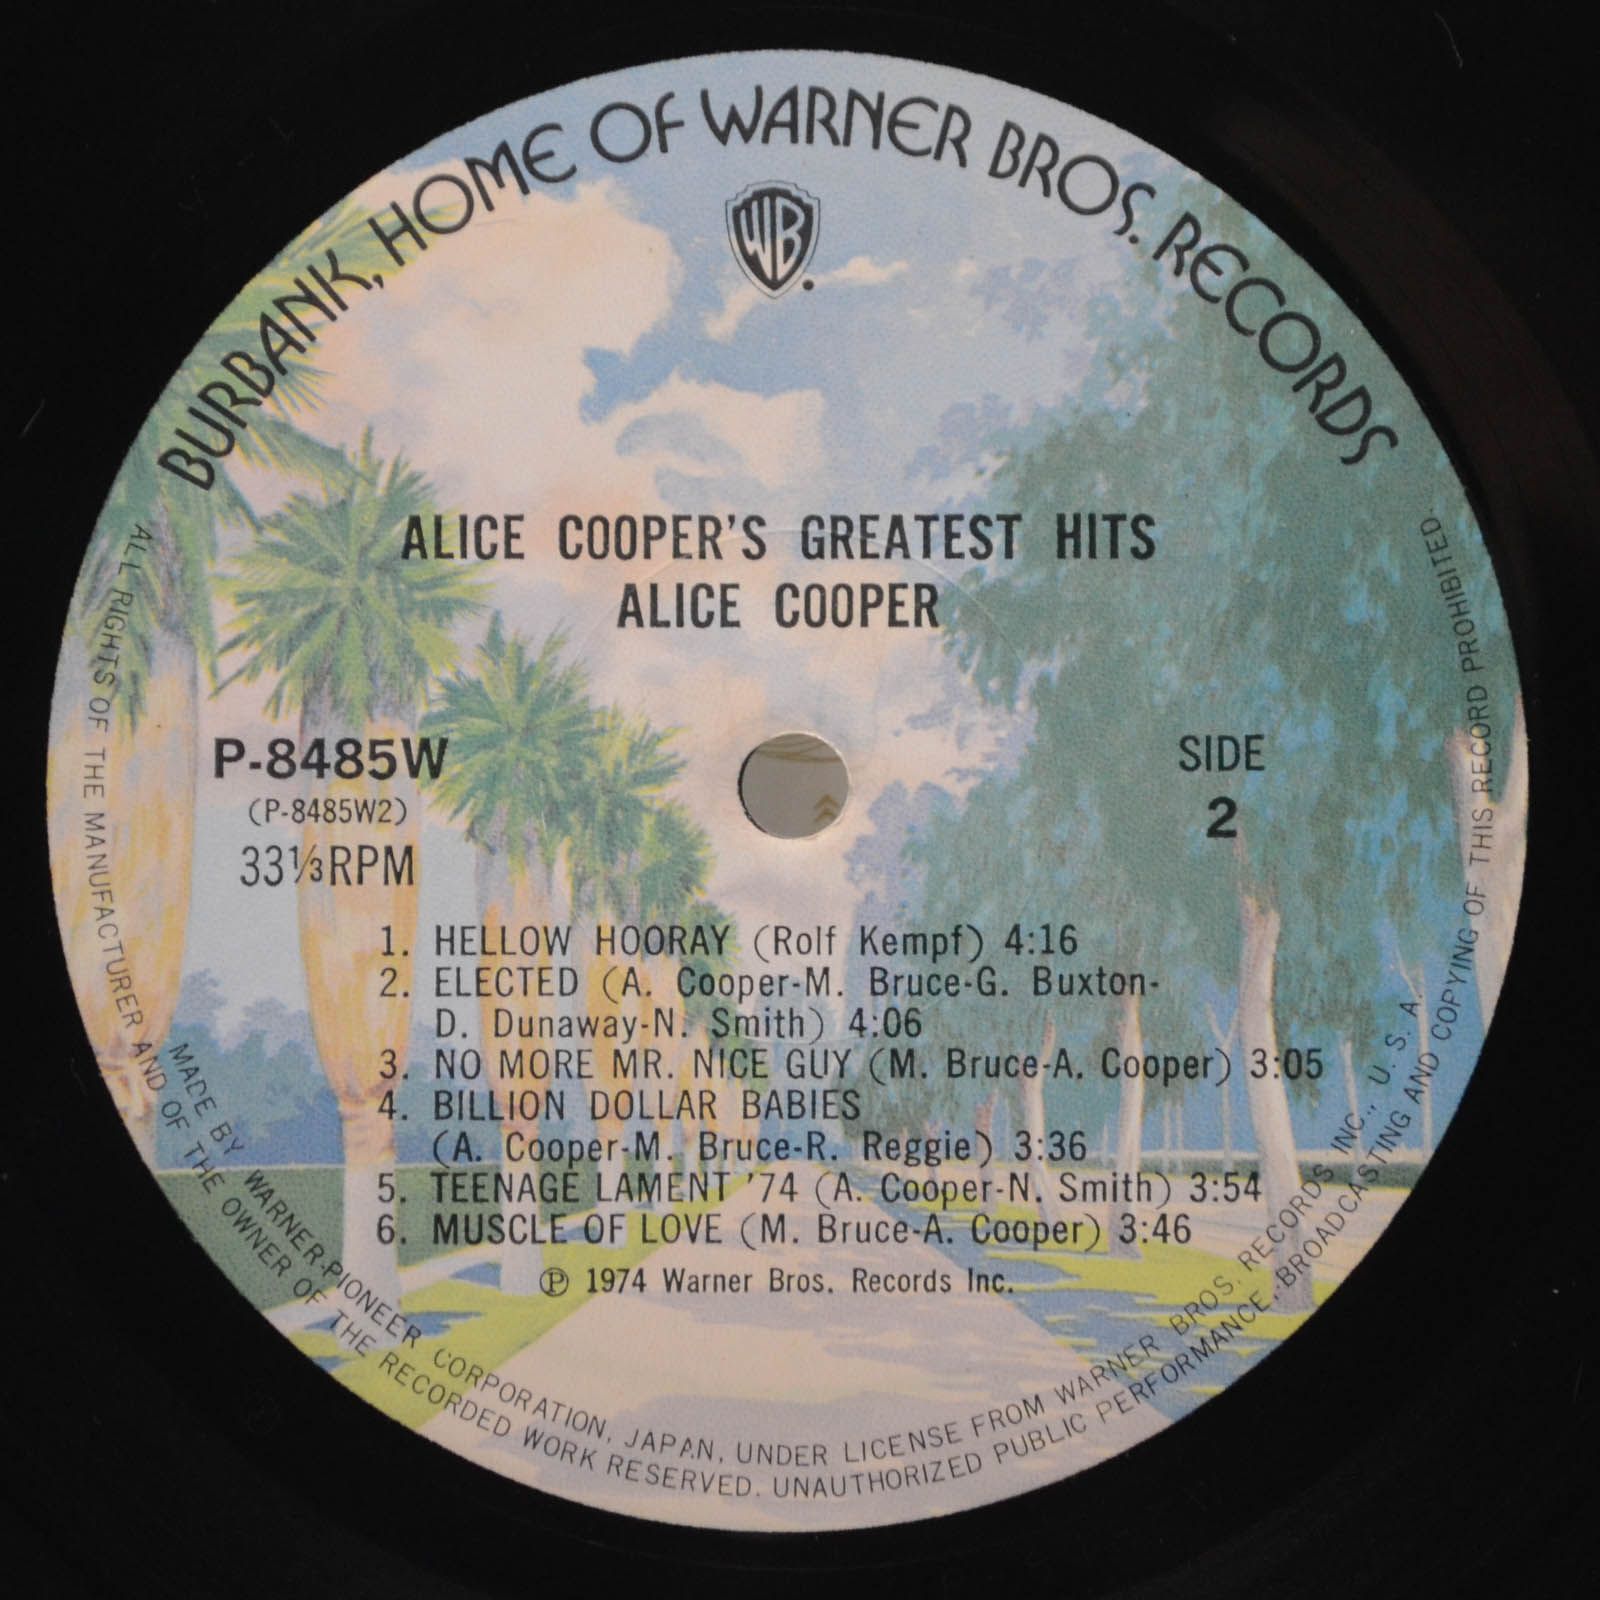 BURBANK, HOME OF WARNER BROS. RECORDS
WB
ALICE COOPER'S GREATEST HITS
ALICE COOPER
P-8485W
(P-8485W2)
33⅓RPM
SIDE
2
1. HELLOW HOORAY (Rolf Kempf) 4:16
2. ELECTED (A. Cooper-M. Bruce-G. Buxton-
D. Dunaway-N. Smith) 4:06
3. NO MORE MR. NICE GUY (M. Bruce-A. Cooper) 3:05
4. BILLION DOLLAR BABIES
(A. Cooper-M. Bruce-R. Reggie) 3:36
5. TEENAGE LAMENT '74 (A. Cooper-N. Smith) 3:54
6. MUSCLE OF LOVE (M. Bruce-A. Cooper) 3:46
℗ 1974 Warner Bros. Records Inc.
MADE BY WARNER-PIONEER CORPORATION, JAPAN, UNDER LICENSE FROM WARNER BROS. RECORDS INC., U. S. A.
ALL RIGHTS OF THE MANUFACTURER AND OF THE OWNER OF THE RECORDED WORK RESERVED. UNAUTHORIZED PUBLIC PERFORMANCE, BROADCASTING AND COPYING OF THIS RECORD PROHIBITED.